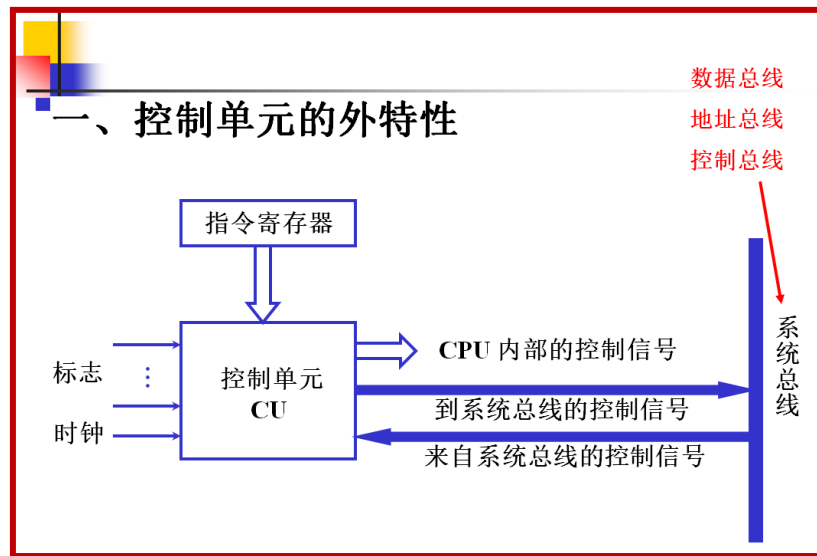 数据总线
地址总线
控制总线
一、控制单元的外特性
指令寄存器
标志
⋮
时钟
控制单元
CU
CPU 内部的控制信号
到系统总线的控制信号
来自系统总线的控制信号
系统总线